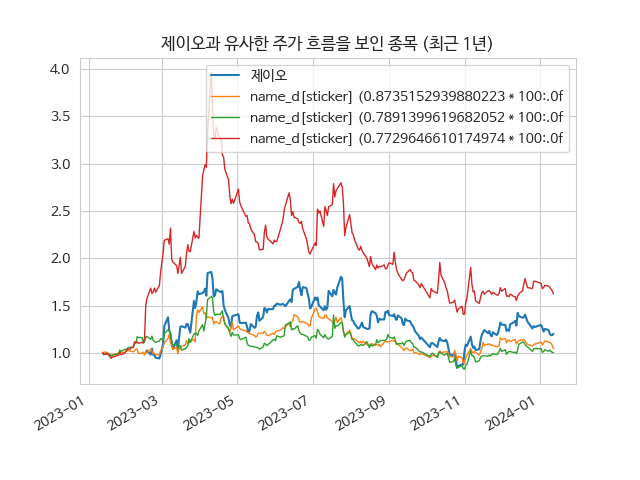 제이오과 유사한 주가 흐름을 보인 종목 (최근 1년)
제이오
name_d[sticker] (0.8735152939880223 * 100:.0f
name_d[sticker] (0.7891399619682052 * 100:.0f
name_d[sticker] (0.7729646610174974 * 100:.0f
4.0
3.5
3.0
2.5
2.0
1.5
1.0
2023-01
2023-03
2023-05
2023-07
2023-09
2023-11
2024-01